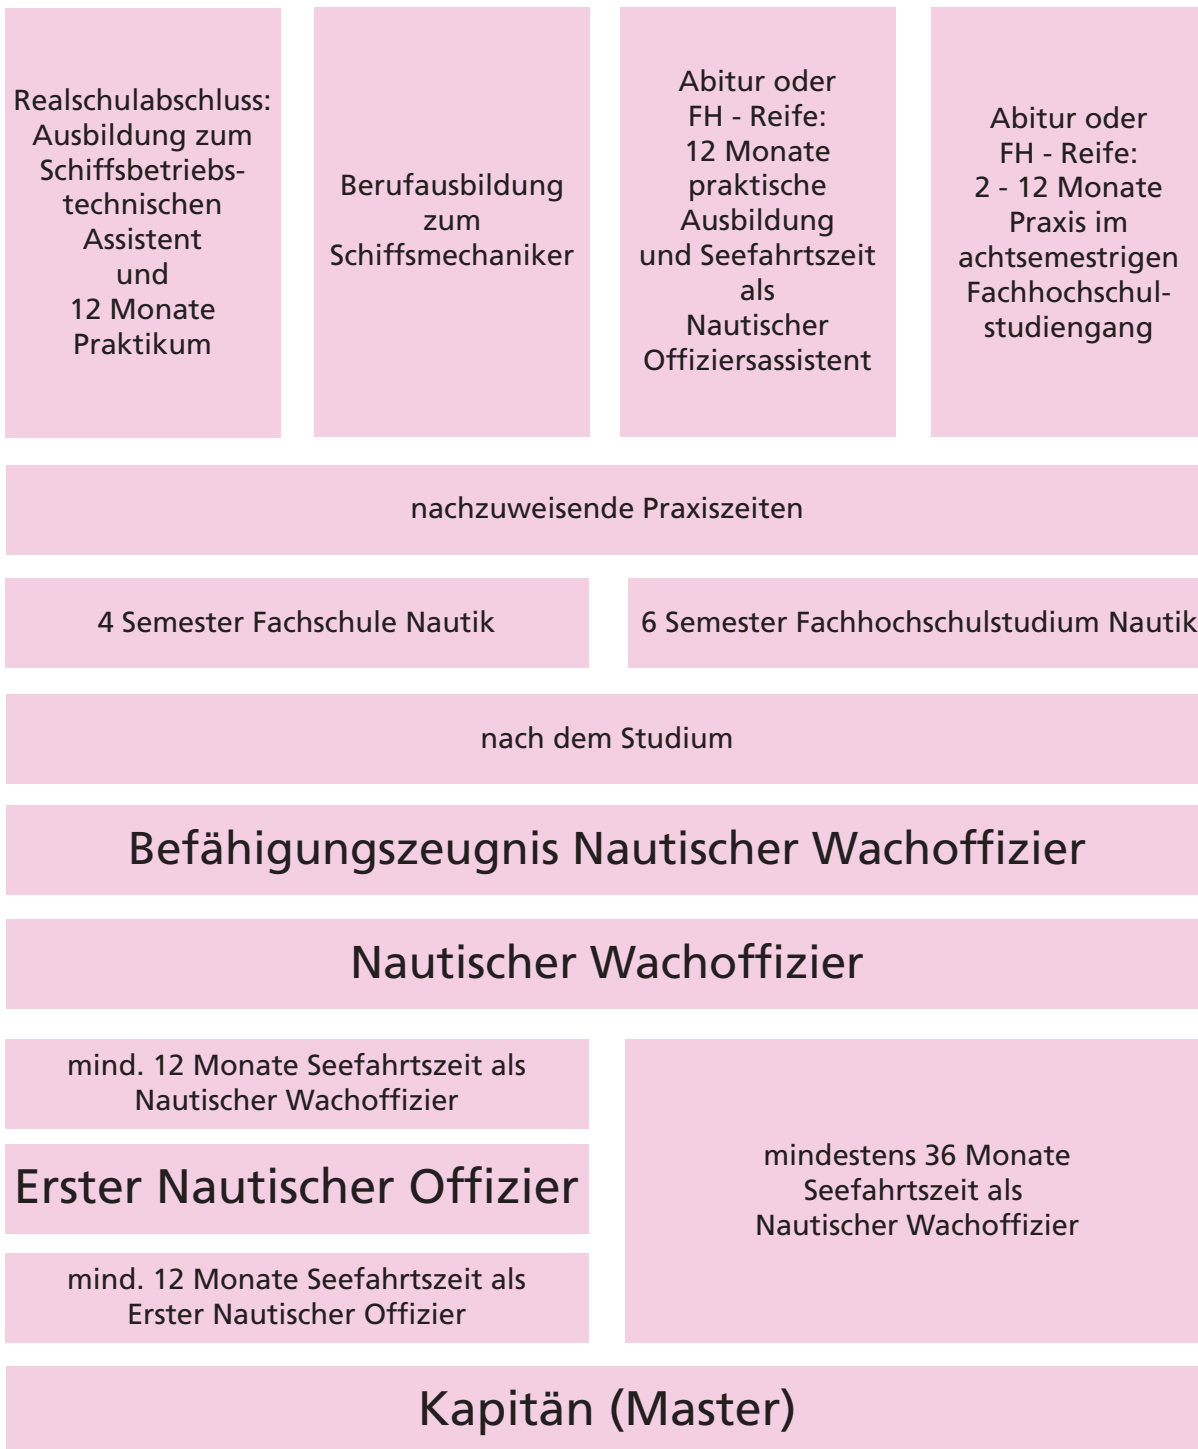 Realschulabschluss:
Ausbildung zum
Schiffsbetriebs-
technischen
Assistent
und
12 Monate
Praktikum
Berufausbildung
zum
Schiffsmechaniker
Abitur oder
FH - Reife:
12 Monate
praktische
Ausbildung
und Seefahrtszeit
als
Nautischer
Offiziersassistent
Abitur oder
FH - Reife:
2 - 12 Monate
Praxis im
achtsemestrigen
Fachhochschul-
studiengang
nachzuweisende Praxiszeiten
4 Semester Fachschule Nautik
6 Semester Fachhochschulstudium Nautik
nach dem Studium
Befähigungszeugnis Nautischer Wachoffizier
Nautischer Wachoffizier
mind. 12 Monate Seefahrtszeit als
Nautischer Wachoffizier
Erster Nautischer Offizier
mind. 12 Monate Seefahrtszeit als
Erster Nautischer Offizier
mindestens 36 Monate
Seefahrtszeit als
Nautischer Wachoffizier
Kapitän (Master)